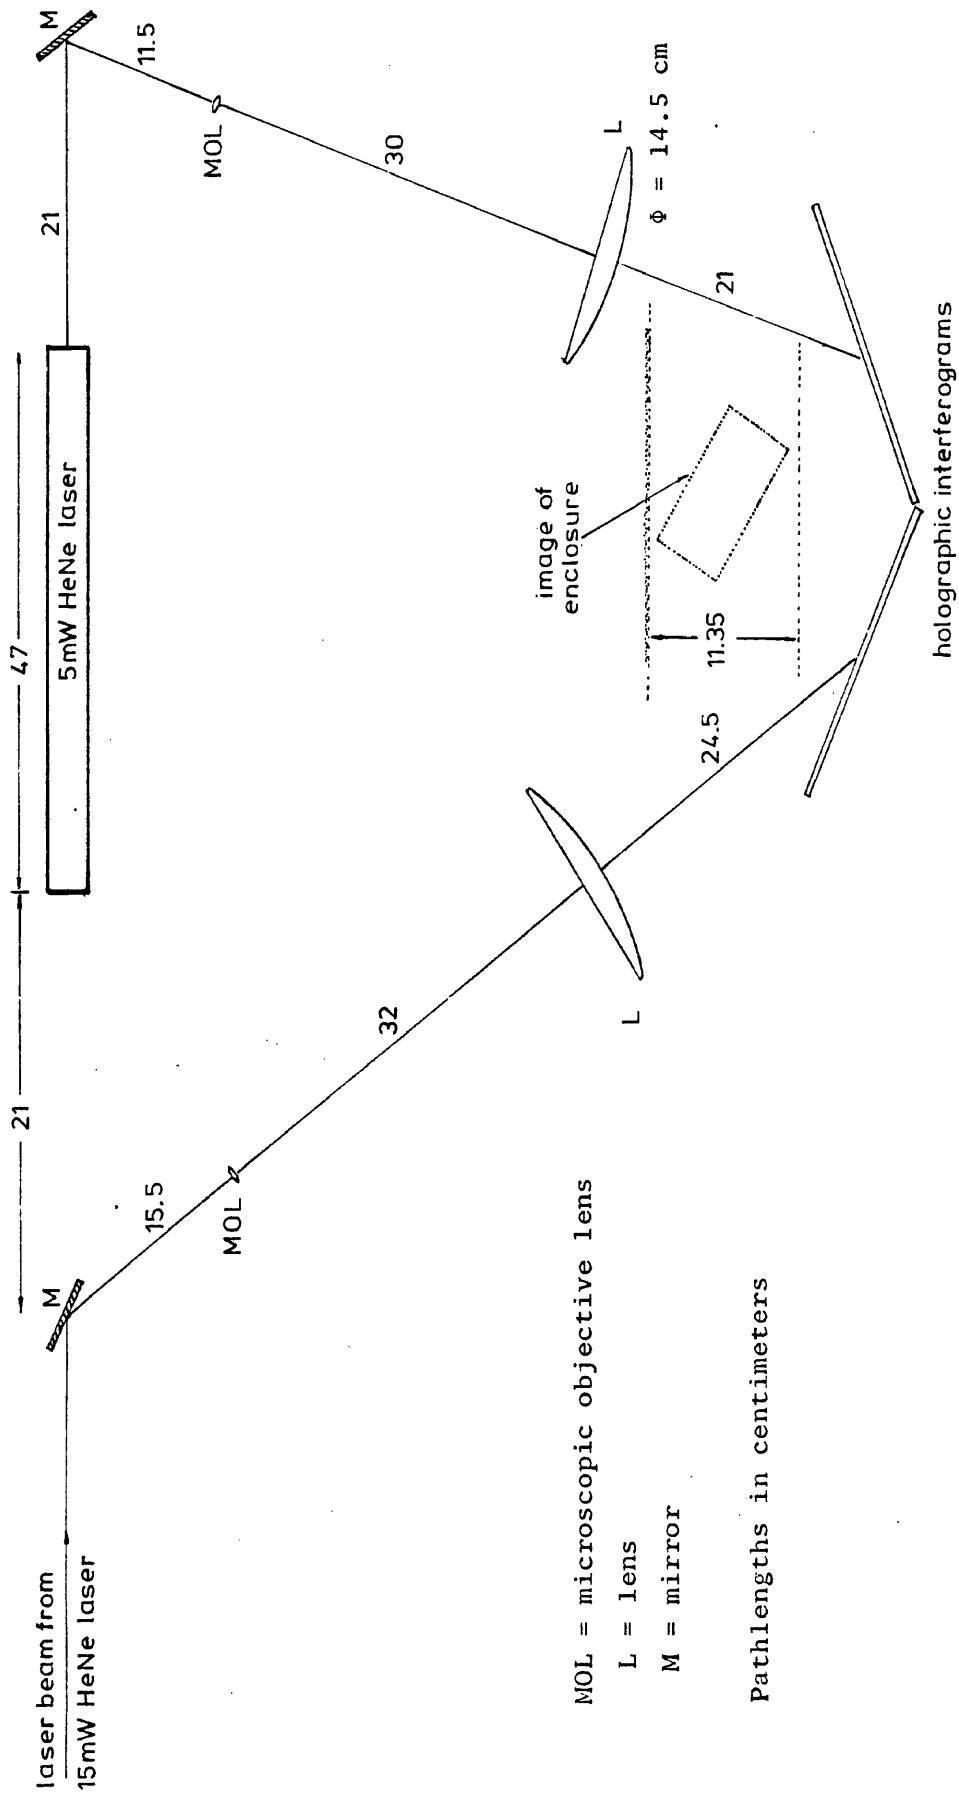 laser beam from
15mW HeNe laser
M
21
47
5mW HeNe laser
21
M
15.5
MOL
32
L
24.5
11.5
MOL
30
L
Φ = 14.5 cm
21
image of
enclosure
11.35
holographic interferograms
MOL = microscopic objective lens
L = lens
M = mirror
Pathlengths in centimeters